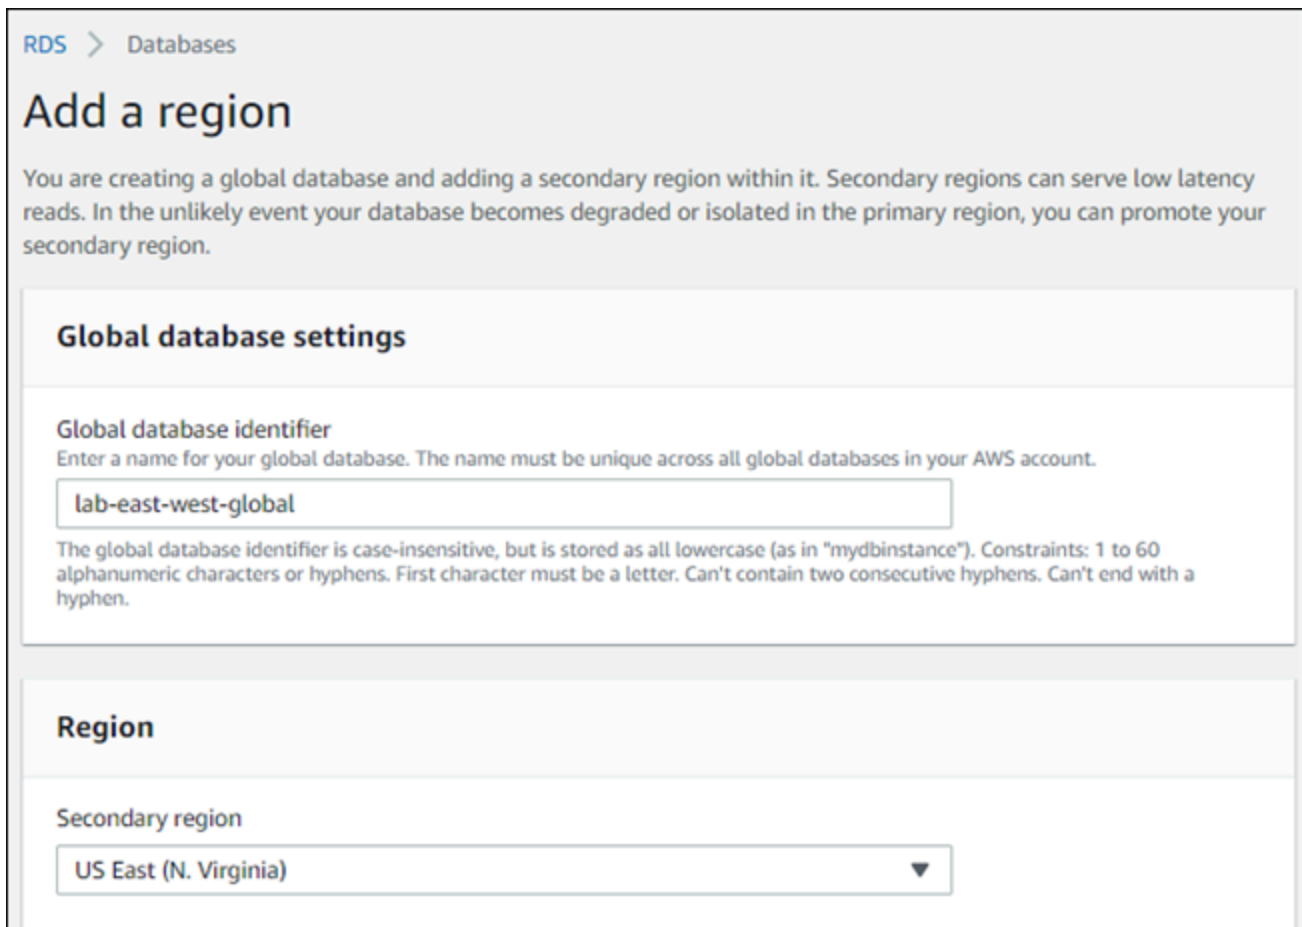 RDS > Databases
Add a region
You are creating a global database and adding a secondary region within it. Secondary regions can serve low latency
reads. In the unlikely event your database becomes degraded or isolated in the primary region, you can promote your
secondary region.
Global database settings
Global database identifier
Enter a name for your global database. The name must be unique across all global databases in your AWS account.
lab-east-west-global
The global database identifier is case-insensitive, but is stored as all lowercase (as in "mydbinstance"). Constraints: 1 to 60
alphanumeric characters or hyphens. First character must be a letter. Can't contain two consecutive hyphens. Can't end with a
hyphen.
Region
Secondary region
US East (N. Virginia)